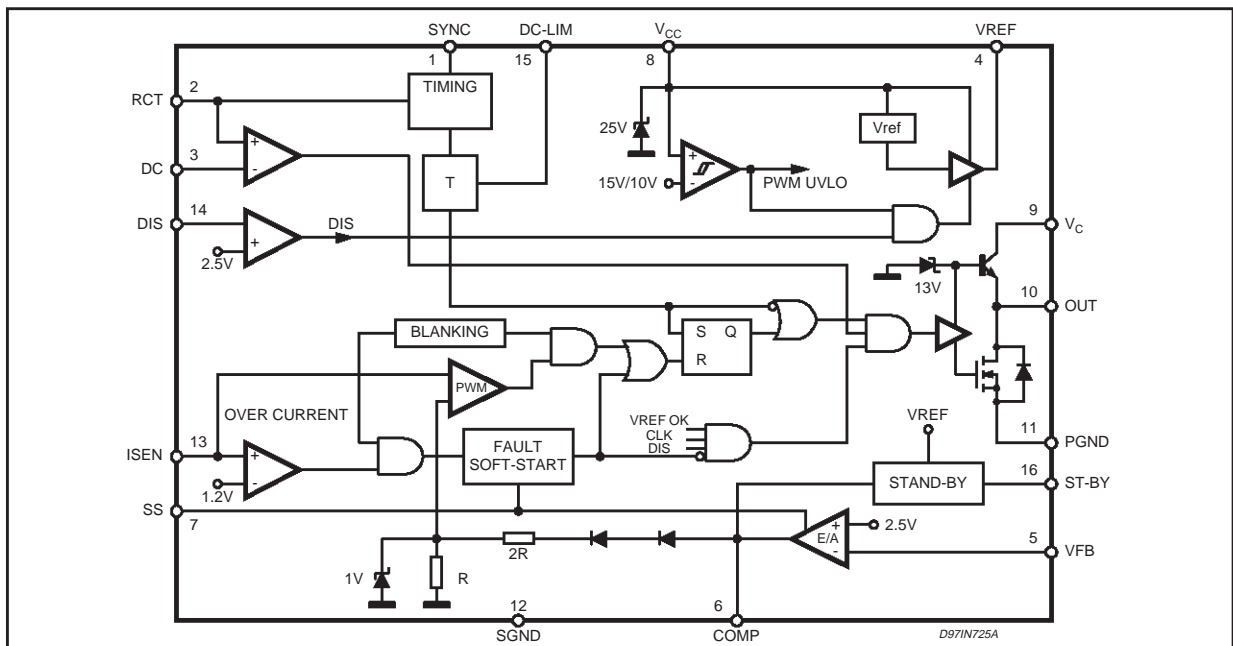 SYNC DC-LIM V_CC VREF
1 15 8 4
RCT 2 TIMING
25V Vref
DC 3 + -
T + -
15V/10V PWM UVLO
DIS 14 DIS 9 V_C
+
2.5V
13V
10 OUT
BLANKING S Q
R
PWM
OVER CURRENT VREF OK VREF
CLK
DIS
11 PGND
ISEN 13 + - FAULT
SOFT-START
1.2V
STAND-BY 16 ST-BY
SS 7
E/A + - 2.5V
2R 5 VFB
1V R
12 6
SGND COMP D97IN725A